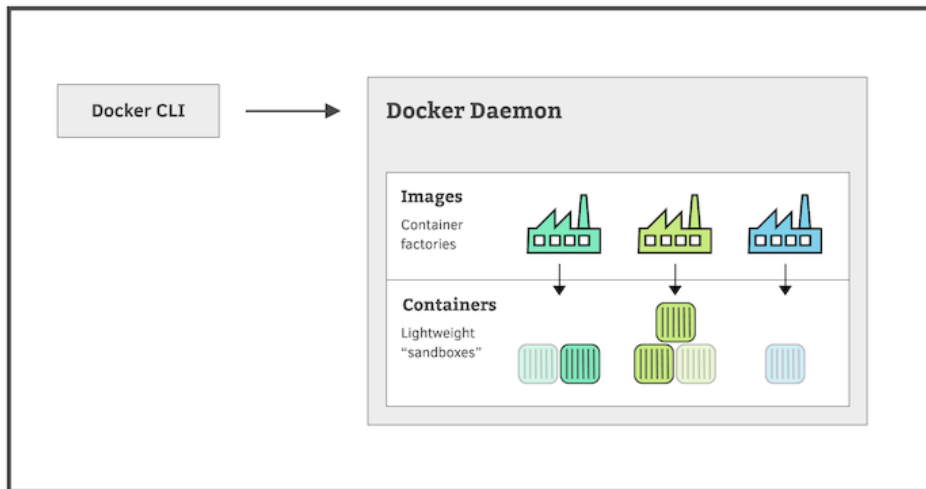 Docker CLI
Docker Daemon
Images
Container
factories
Containers
Lightweight
“sandboxes”